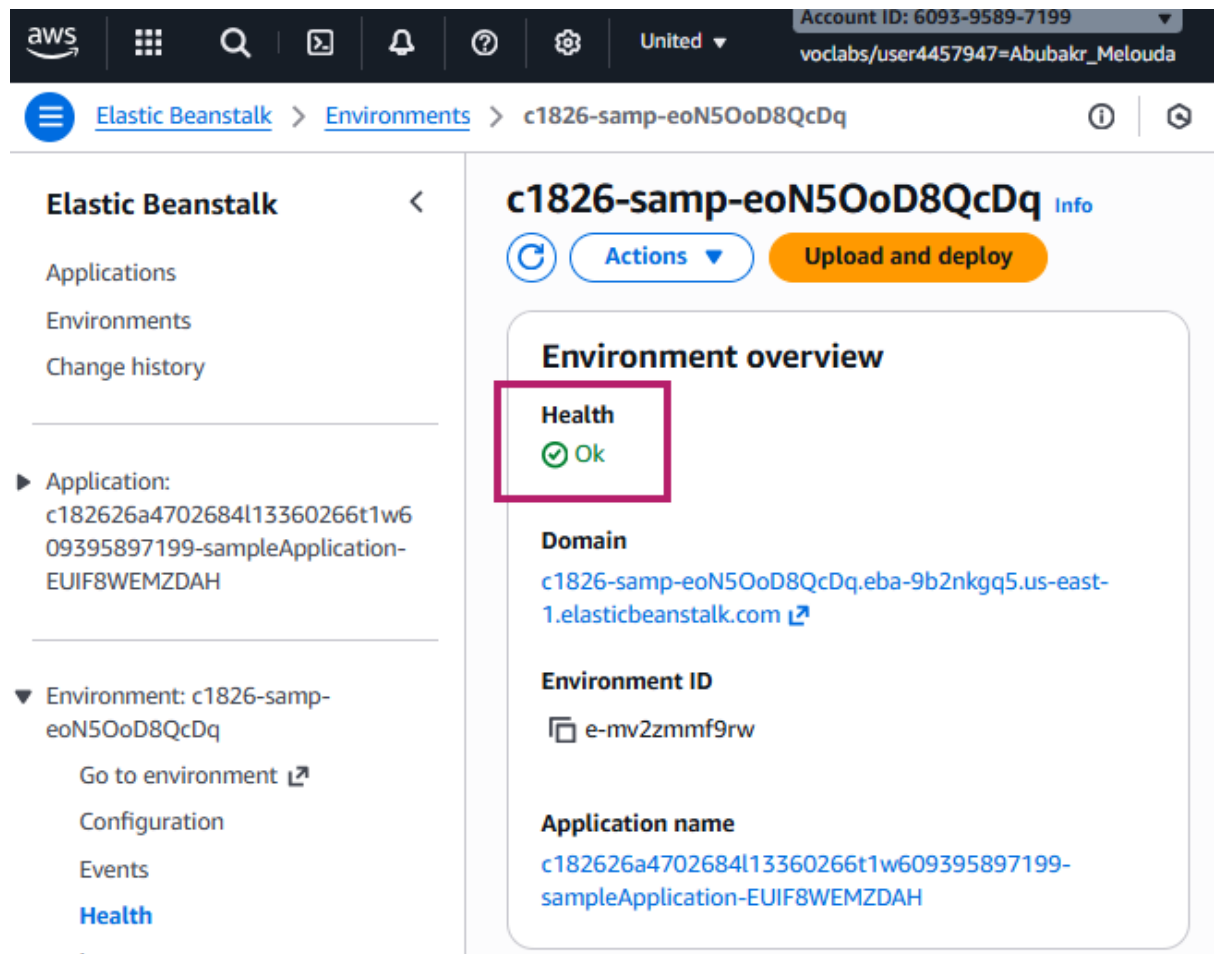 aws
United
Account ID: 6093-9589-7199
voclabs/user4457947=Abubakr_Melouda
Elastic Beanstalk > Environments > c1826-samp-eoN5OoD8QcDq
Elastic Beanstalk
Applications
Environments
Change history
Application:
c182626a4702684l13360266t1w6
09395897199-sampleApplication-
EUIF8WEMZDAH
Environment: c1826-samp-
eoN5OoD8QcDq
Go to environment
Configuration
Events
Health
c1826-samp-eoN5OoD8QcDq Info
Actions
Upload and deploy
Environment overview
Health
Ok
Domain
c1826-samp-eoN5OoD8QcDq.eba-9b2nkgq5.us-east-
1.elasticbeanstalk.com
Environment ID
e-mv2zmmf9rw
Application name
c182626a4702684l13360266t1w609395897199-
sampleApplication-EUIF8WEMZDAH